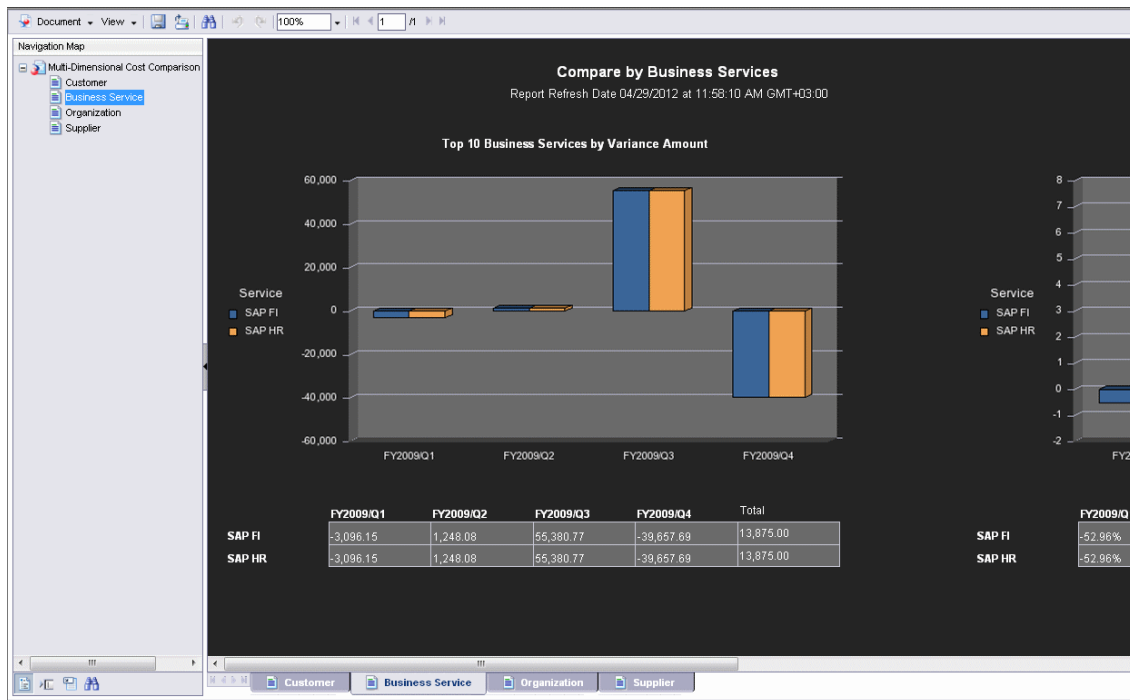 Document View 100% 1 /1
Navigation Map
Multi-Dimensional Cost Comparison
Customer
Business Service
Organization
Supplier
Compare by Business Services
Report Refresh Date 04/29/2012 at 11:58:10 AM GMT+03:00
Top 10 Business Services by Variance Amount
60,000
40,000
20,000
0
-20,000
-40,000
-60,000
Service
SAP FI
SAP HR
FY2009/Q1 FY2009/Q2 FY2009/Q3 FY2009/Q4
8
7
6
5
4
3
2
1
0
-1
-2
Service
SAP FI
SAP HR
FY2
FY2009/Q1 FY2009/Q2 FY2009/Q3 FY2009/Q4 Total
SAP FI -3,096.15 1,248.08 55,380.77 -39,657.69 13,875.00
SAP HR -3,096.15 1,248.08 55,380.77 -39,657.69 13,875.00
FY2009/Q
SAP FI -52.96%
SAP HR -52.96%
Customer Business Service Organization Supplier